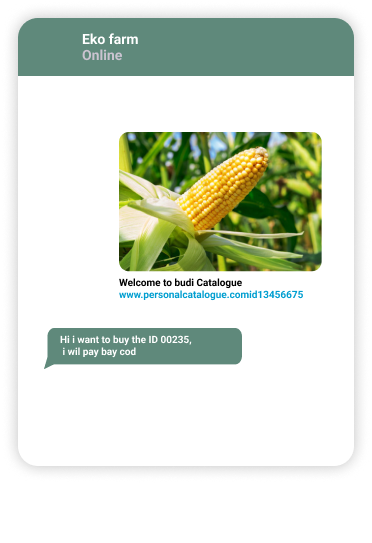 Eko farm
Online
Welcome to budi Catalogue
www.personalcatalogue.comid13456675
Hi i want to buy the ID 00235,
i wil pay bay cod